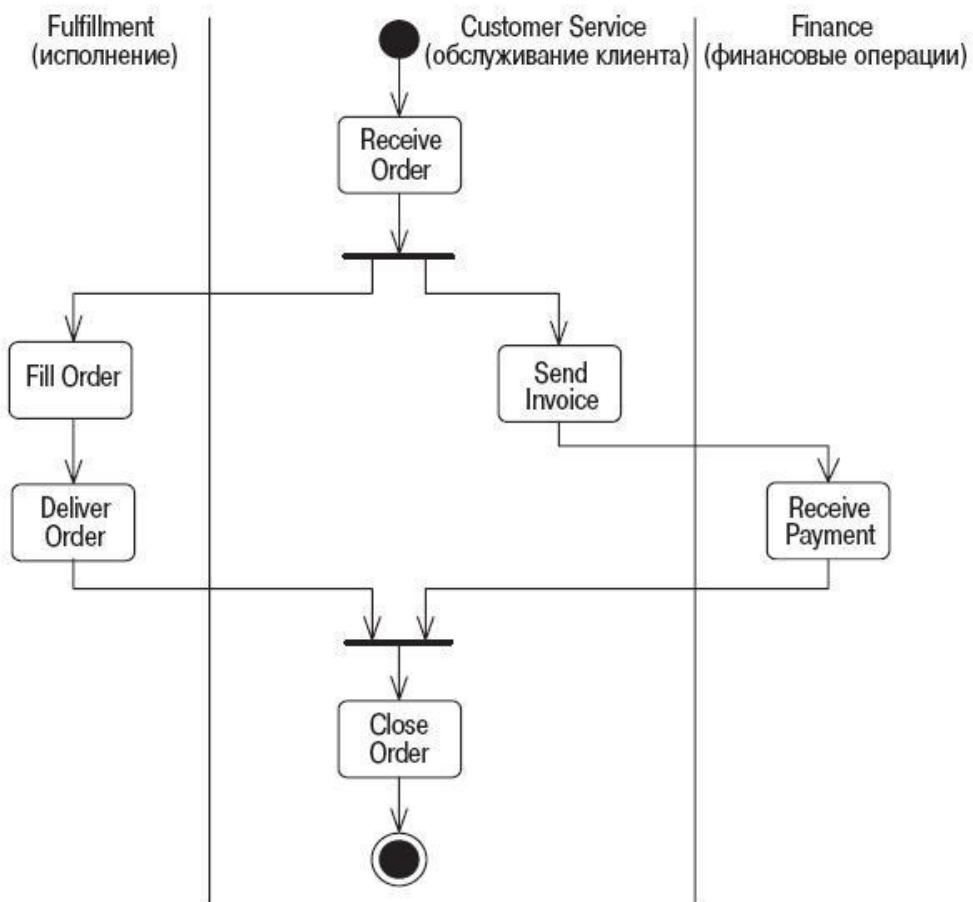 Fulfillment
(исполнение)
Customer Service
(обслуживание клиента)
Finance
(финансовые операции)
Receive
Order
Fill Order
Send
Invoice
Deliver
Order
Receive
Payment
Close
Order